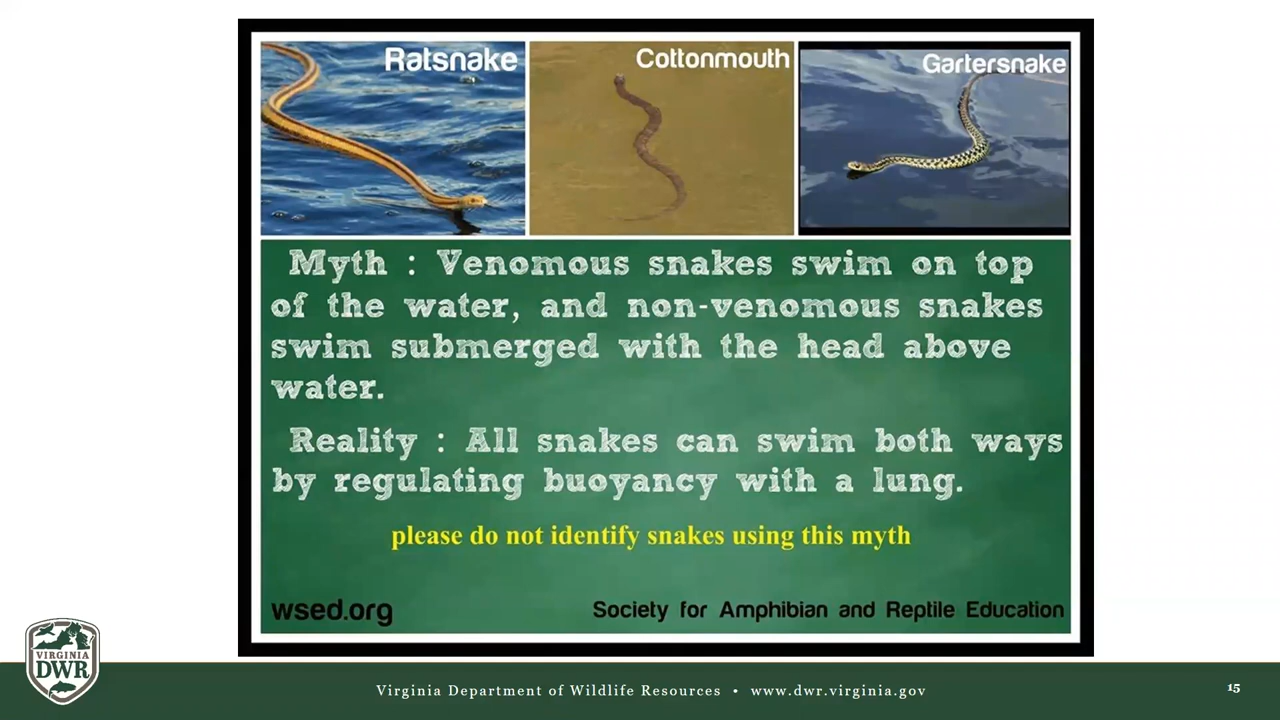 Ratsnake
Cottonmouth
Gartersnake
Myth : Venomous snakes swim on top
of the water, and non-venomous snakes
swim submerged with the head above
water.
Reality : All snakes can swim both ways
by regulating buoyancy with a lung.
please do not identify snakes using this myth
wsed.org
Society for Amphibian and Reptile Education
VIRGINIA
DWR
Virginia Department of Wildlife Resources • www.dwr.virginia.gov
15